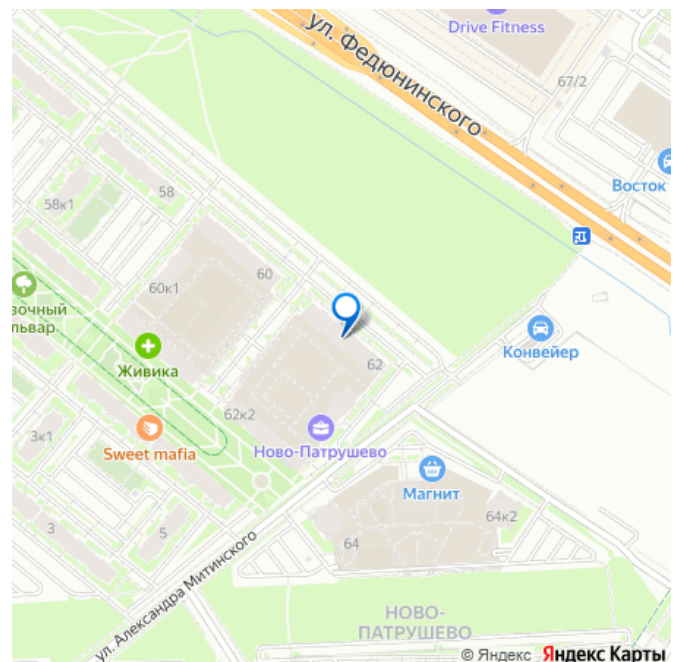 Drive Fitness
ул. Федюнинского
67/2
Восток
58
58к1
60
60к1
вочный
львар
Живика
62
Конвейер
62к2
3к1
Sweet mafia
Ново-Патрушево
Магнит
64к2
3
5
64
ул. Александра Митинского
НОВО-
ПАТРУШЕВО
© Яндекс Яндекс Карты